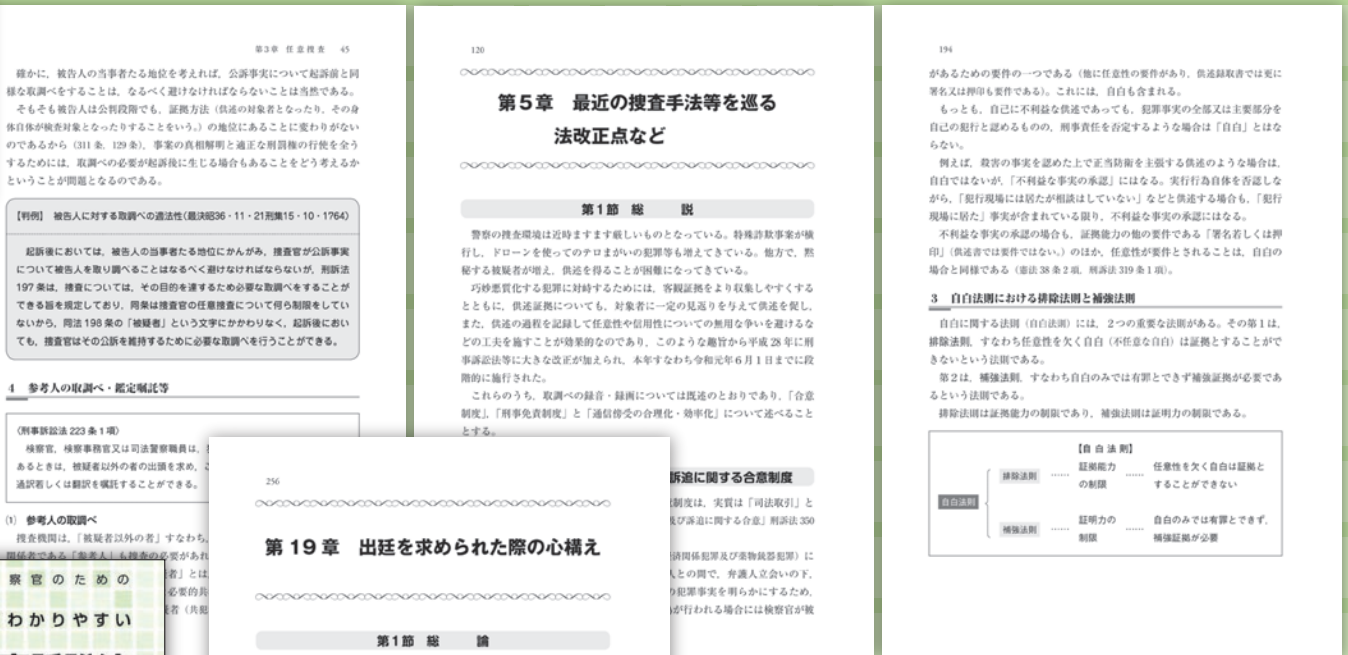 第3章 任意捜査 45
確かに，被告人の当事者たる地位を考えれば，公訴事実について起訴前と同
様な取調べをすることは，なるべく避けなければならないことは当然である。
そもそも被告人は公判段階でも，証拠方法（供述の対象者となったり，その身
体自体が検査対象となったりすることをいう。）の地位にあることに変わりがない
のであるから（311条，129条），事案の真相解明と適正な刑罰権の行使を全う
するためには，取調べの必要が起訴後に生じる場合もあることをどう考えるか
ということが問題となるのである。
【判例】 被告人に対する取調べの適法性（最決昭36・11・21刑集15・10・1764）
起訴後においては，被告人の当事者たる地位にかんがみ，捜査官が公訴事実
について被告人を取り調べることはなるべく避けなければならないが，刑訴法
197条は，捜査については，その目的を達するため必要な取調べをすることが
できる旨を規定しており，同条は捜査官の任意捜査について何ら制限をしてい
ないから，同法198条の「被疑者」という文字にかかわりなく，起訴後におい
ても，捜査官はその公訴を維持するために必要な取調べを行うことができる。
4 参考人の取調べ・鑑定嘱託等
〈刑事訴訟法223条1項〉
検察官，検察事務官又は司法警察職員は，
あるときは，被疑者以外の者の出頭を求め，
通訳若しくは翻訳を嘱託することができる。
⑴ 参考人の取調べ
捜査機関は，「被疑者以外の者」すなわち，
関係者である「参考人」も捜査の必要があれ
者」とは
必要的共
疑者（共犯
察官のための
わかりやすい
120
第5章 最近の捜査手法等を巡る
法改正点など
第1節 総 説
警察の捜査環境は近時ますます厳しいものとなっている。特殊詐欺事案が横
行し，ドローンを使ってのテロまがいの犯罪等も増えてきている。他方で，黙
秘する被疑者が増え，供述を得ることが困難になってきている。
巧妙悪質化する犯罪に対峙するためには，客観証拠をより収集しやすくする
とともに，供述証拠についても，対象者に一定の見返りを与えて供述を促し，
また，供述の過程を記録して任意性や信用性についての無用な争いを避けるな
どの工夫を施すことが効果的なのであり，このような趣旨から平成28年に刑
事訴訟法等に大きな改正が加えられ，本年すなわち令和元年6月1日までに段
階的に施行された。
これらのうち，取調べの録音・録画については既述のとおりであり，「合意
制度」，「刑事免責制度」と「通信傍受の合理化・効率化」について述べること
とする。
訴追に関する合意制度
制度は，実質は「司法取引」と
及び訴追に関する合意」刑訴法350
経済関係犯罪及び薬物銃器犯罪）に
人との間で，弁護人立会いの下，
の犯罪事実を明らかにするため，
が行われる場合には検察官が被
256
第19章 出廷を求められた際の心構え
第1節 総 論
194
があるための要件の一つである（他に任意性の要件があり，供述録取書では更に
署名又は押印も要件である）。これには，自白も含まれる。
もっとも，自己に不利益な供述であっても，犯罪事実の全部又は主要部分を
自己の犯行と認めるものの，刑事責任を否定するような場合は「自白」とはな
らない。
例えば，殺害の事実を認めた上で正当防衛を主張する供述のような場合は，
自白ではないが，「不利益な事実の承認」にはなる。実行行為自体を否認しな
がら，「犯行現場には居たが相談はしていない」などと供述する場合も，「犯行
現場に居た」事実が含まれている限り，不利益な事実の承認にはなる。
不利益な事実の承認の場合も，証拠能力の他の要件である「署名若しくは押
印」（供述書では要件ではない。）のほか，任意性が要件とされることは，自白の
場合と同様である（憲法38条2項，刑訴法319条1項）。
3 自白法則における排除法則と補強法則
自白に関する法則（自白法則）には，2つの重要な法則がある。その第1は，
排除法則，すなわち任意性を欠く自白（不任意な自白）は証拠とすることがで
きないという法則である。
第2は，補強法則，すなわち自白のみでは有罪とできず補強証拠が必要であ
るという法則である。
排除法則は証拠能力の制限であり，補強法則は証明力の制限である。
【自白法則】
自白法則
排除法則 …… 証拠能力の制限 …… 任意性を欠く自白は証拠とすることができない
補強法則 …… 証明力の制限 …… 自白のみでは有罪とできず，補強証拠が必要